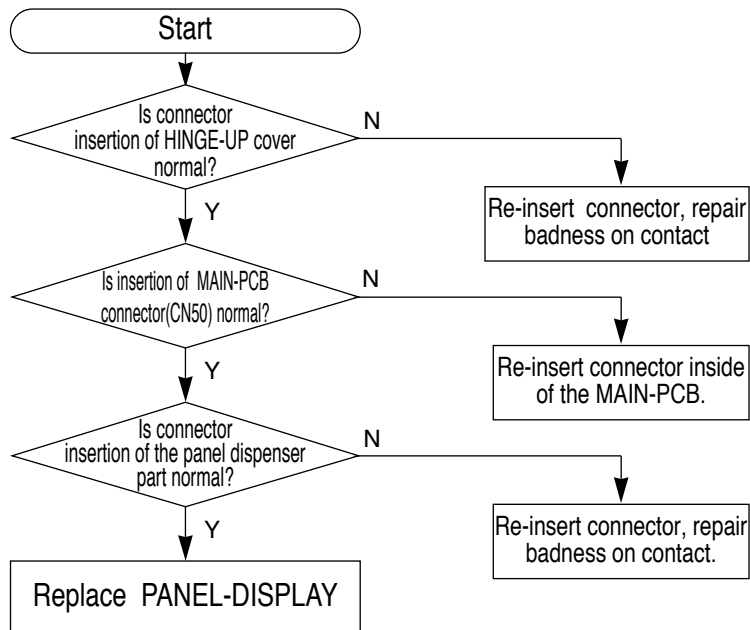 Start
Is connector
insertion of HINGE-UP cover
normal?
N
Re-insert connector, repair
badness on contact
Y
Is insertion of MAIN-PCB
connector(CN50) normal?
N
Re-insert connector inside
of the MAIN-PCB.
Y
Is connector
insertion of the panel dispenser
part normal?
N
Re-insert connector, repair
badness on contact.
Y
Replace PANEL-DISPLAY